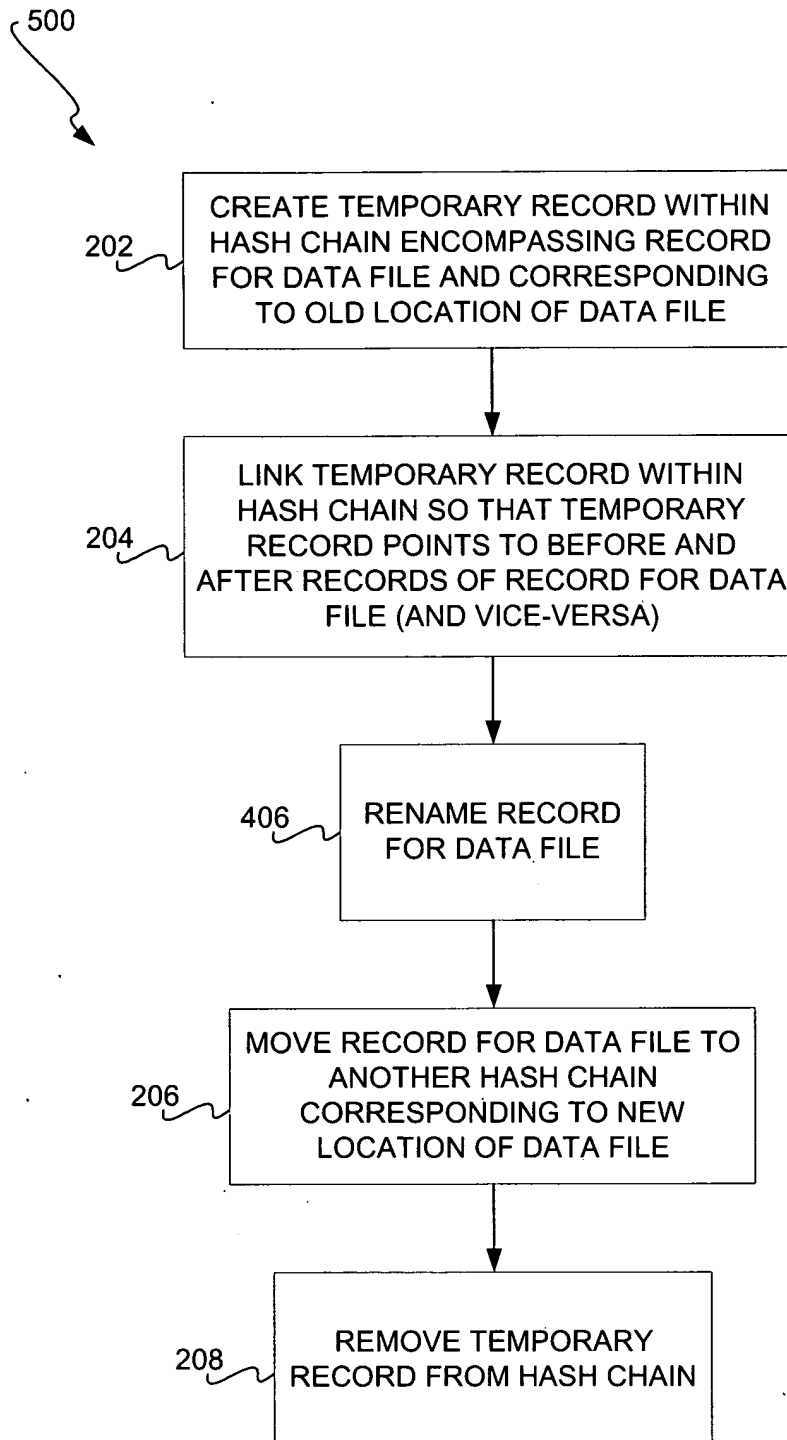 500
CREATE TEMPORARY RECORD WITHIN
HASH CHAIN ENCOMPASSING RECORD
FOR DATA FILE AND CORRESPONDING
TO OLD LOCATION OF DATA FILE
202
LINK TEMPORARY RECORD WITHIN
HASH CHAIN SO THAT TEMPORARY
RECORD POINTS TO BEFORE AND
AFTER RECORDS OF RECORD FOR DATA
FILE (AND VICE-VERSA)
204
RENAME RECORD
FOR DATA FILE
406
MOVE RECORD FOR DATA FILE TO
ANOTHER HASH CHAIN
CORRESPONDING TO NEW
LOCATION OF DATA FILE
206
REMOVE TEMPORARY
RECORD FROM HASH CHAIN
208